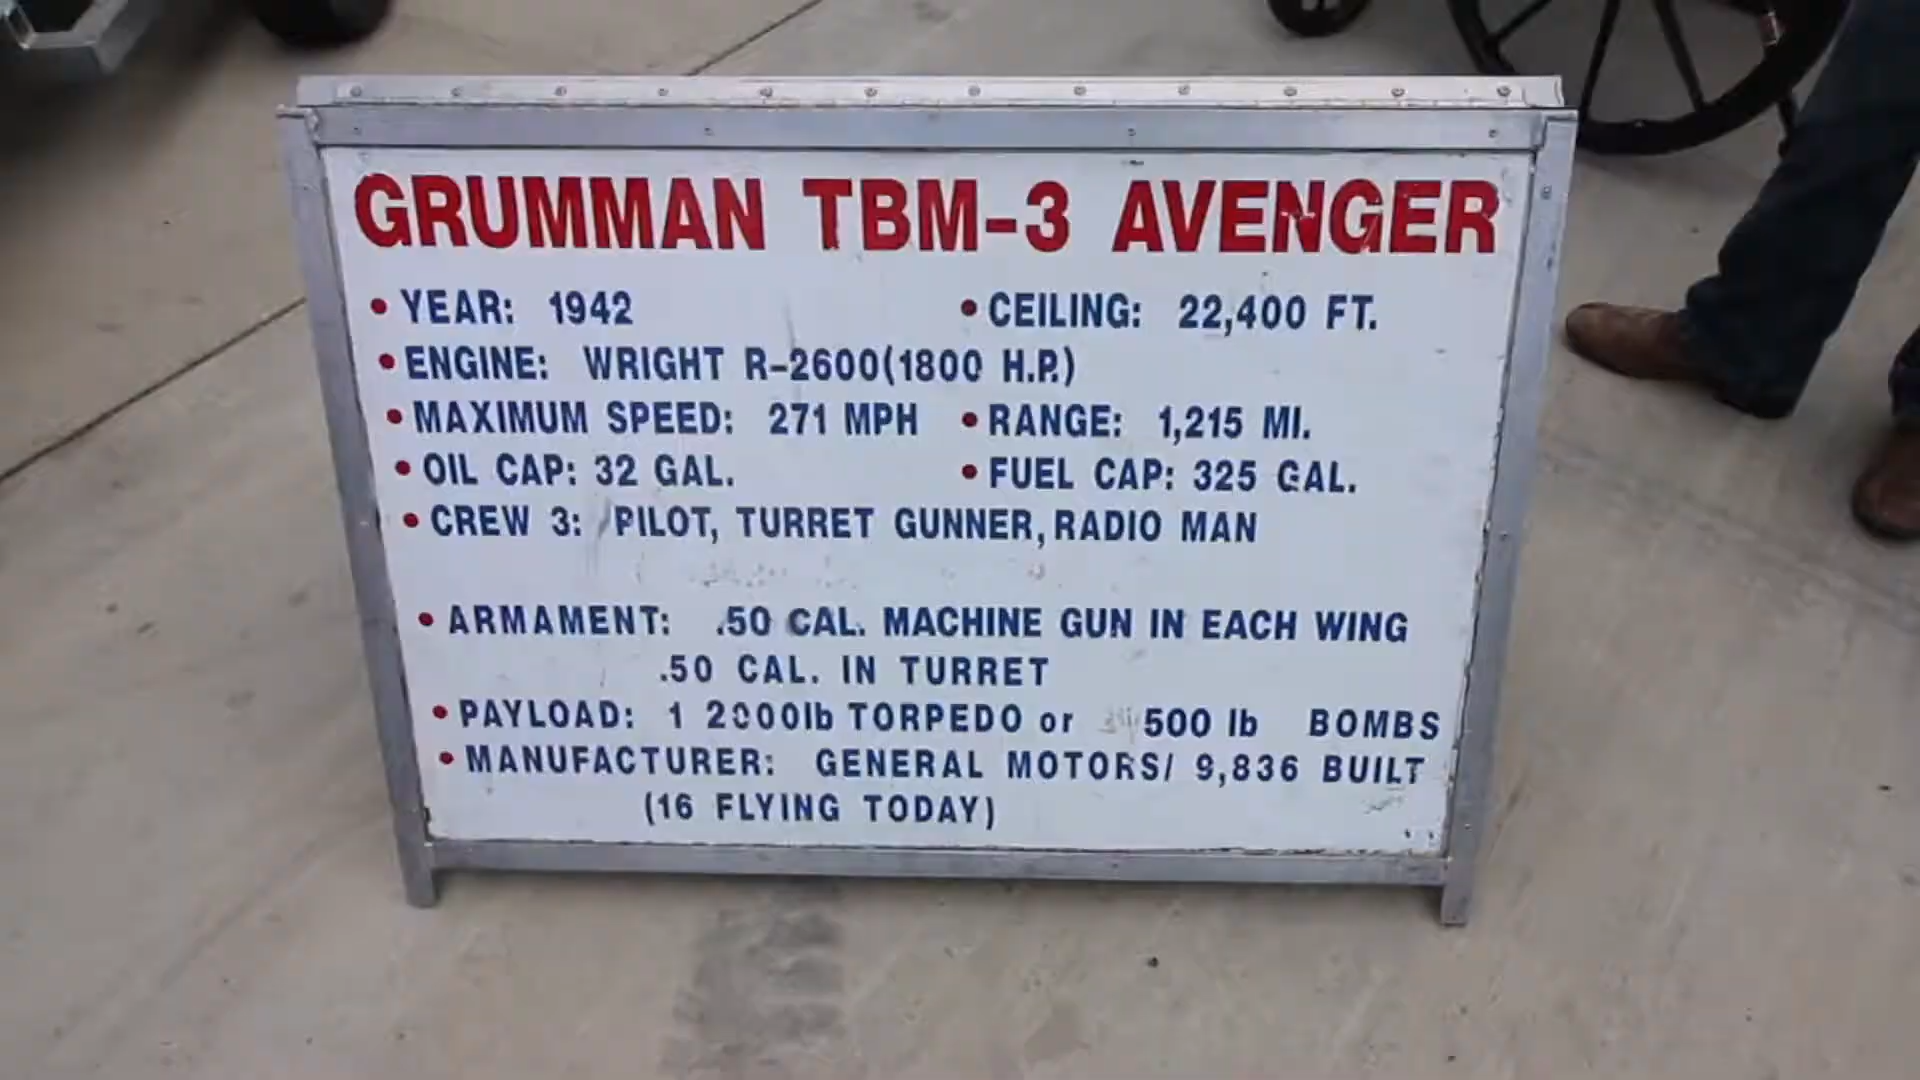 GRUMMAN TBM-3 AVENGER
• YEAR: 1942 • CEILING: 22,400 FT.
• ENGINE: WRIGHT R-2600(1800 H.P.)
• MAXIMUM SPEED: 271 MPH • RANGE: 1,215 MI.
• OIL CAP: 32 GAL. • FUEL CAP: 325 GAL.
• CREW 3: PILOT, TURRET GUNNER, RADIO MAN
• ARMAMENT: .50 CAL. MACHINE GUN IN EACH WING
.50 CAL. IN TURRET
• PAYLOAD: 1 2000lb TORPEDO or 500 lb BOMBS
• MANUFACTURER: GENERAL MOTORS/ 9,836 BUILT
(16 FLYING TODAY)